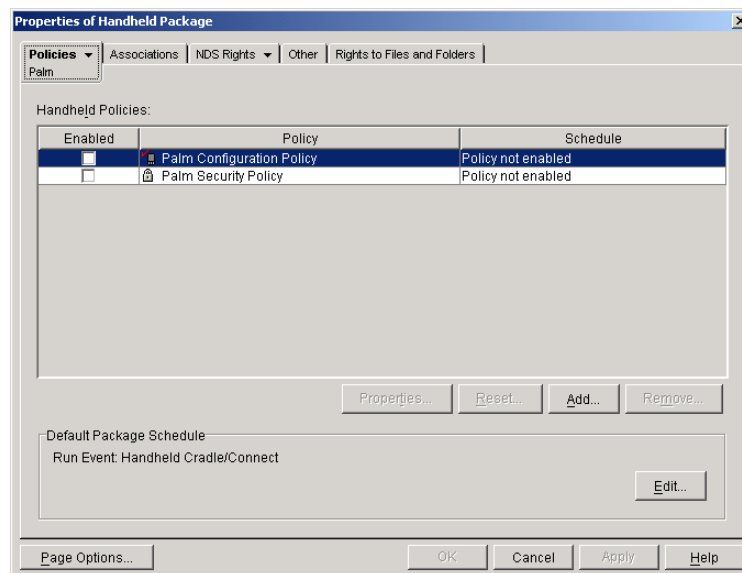 Properties of Handheld Package
Policies Associations NDS Rights Other Rights to Files and Folders
Palm
Handheld Policies:
Enabled Policy Schedule
Palm Configuration Policy Policy not enabled
Palm Security Policy Policy not enabled
Properties... Reset... Add... Remove...
Default Package Schedule
Run Event: Handheld Cradle/Connect
Edit...
Page Options... OK Cancel Apply Help